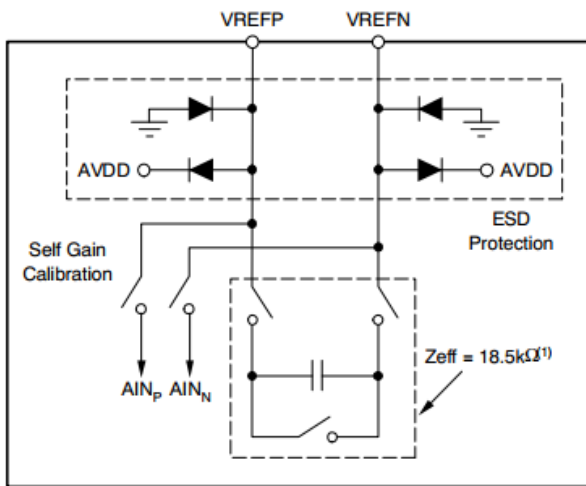 VREFP VREFN
AVDD
AVDD
ESD
Protection
Self Gain
Calibration
Zeff = 18.5kΩ(1)
AINP AINN